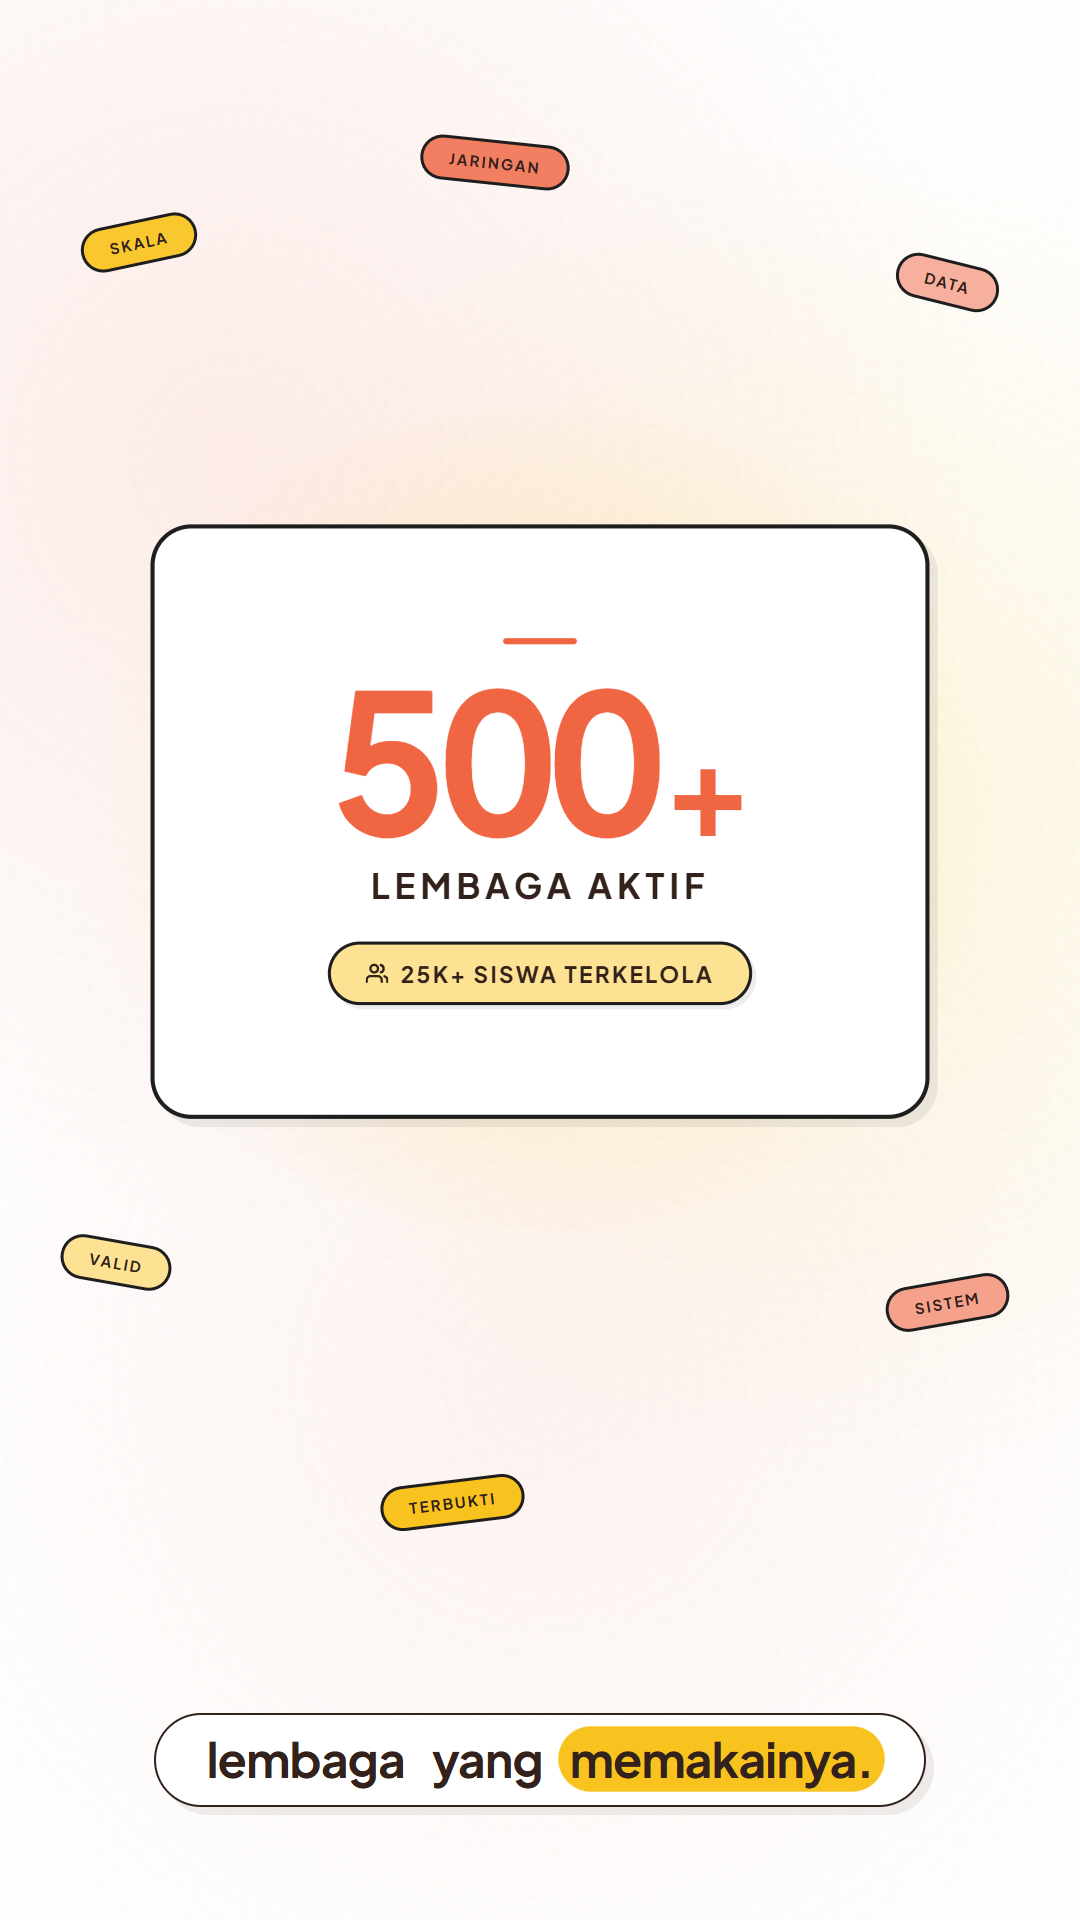 JARINGAN
SKALA
DATA
500+
LEMBAGA AKTIF
25K+ SISWA TERKELOLA
VALID
SISTEM
TERBUKTI
lembaga yang memakainya.